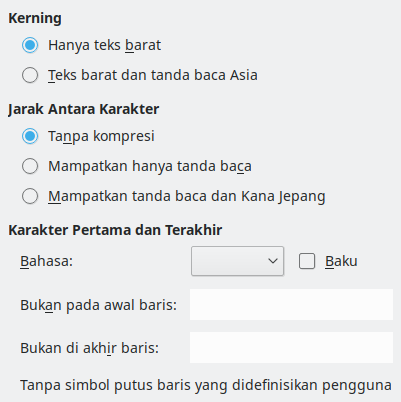 Kerning
Hanya teks barat
Teks barat dan tanda baca Asia
Jarak Antara Karakter
Tanpa kompresi
Mampatkan hanya tanda baca
Mampatkan tanda baca dan Kana Jepang
Karakter Pertama dan Terakhir
Bahasa: Baku
Bukan pada awal baris:
Bukan di akhir baris:
Tanpa simbol putus baris yang didefinisikan pengguna